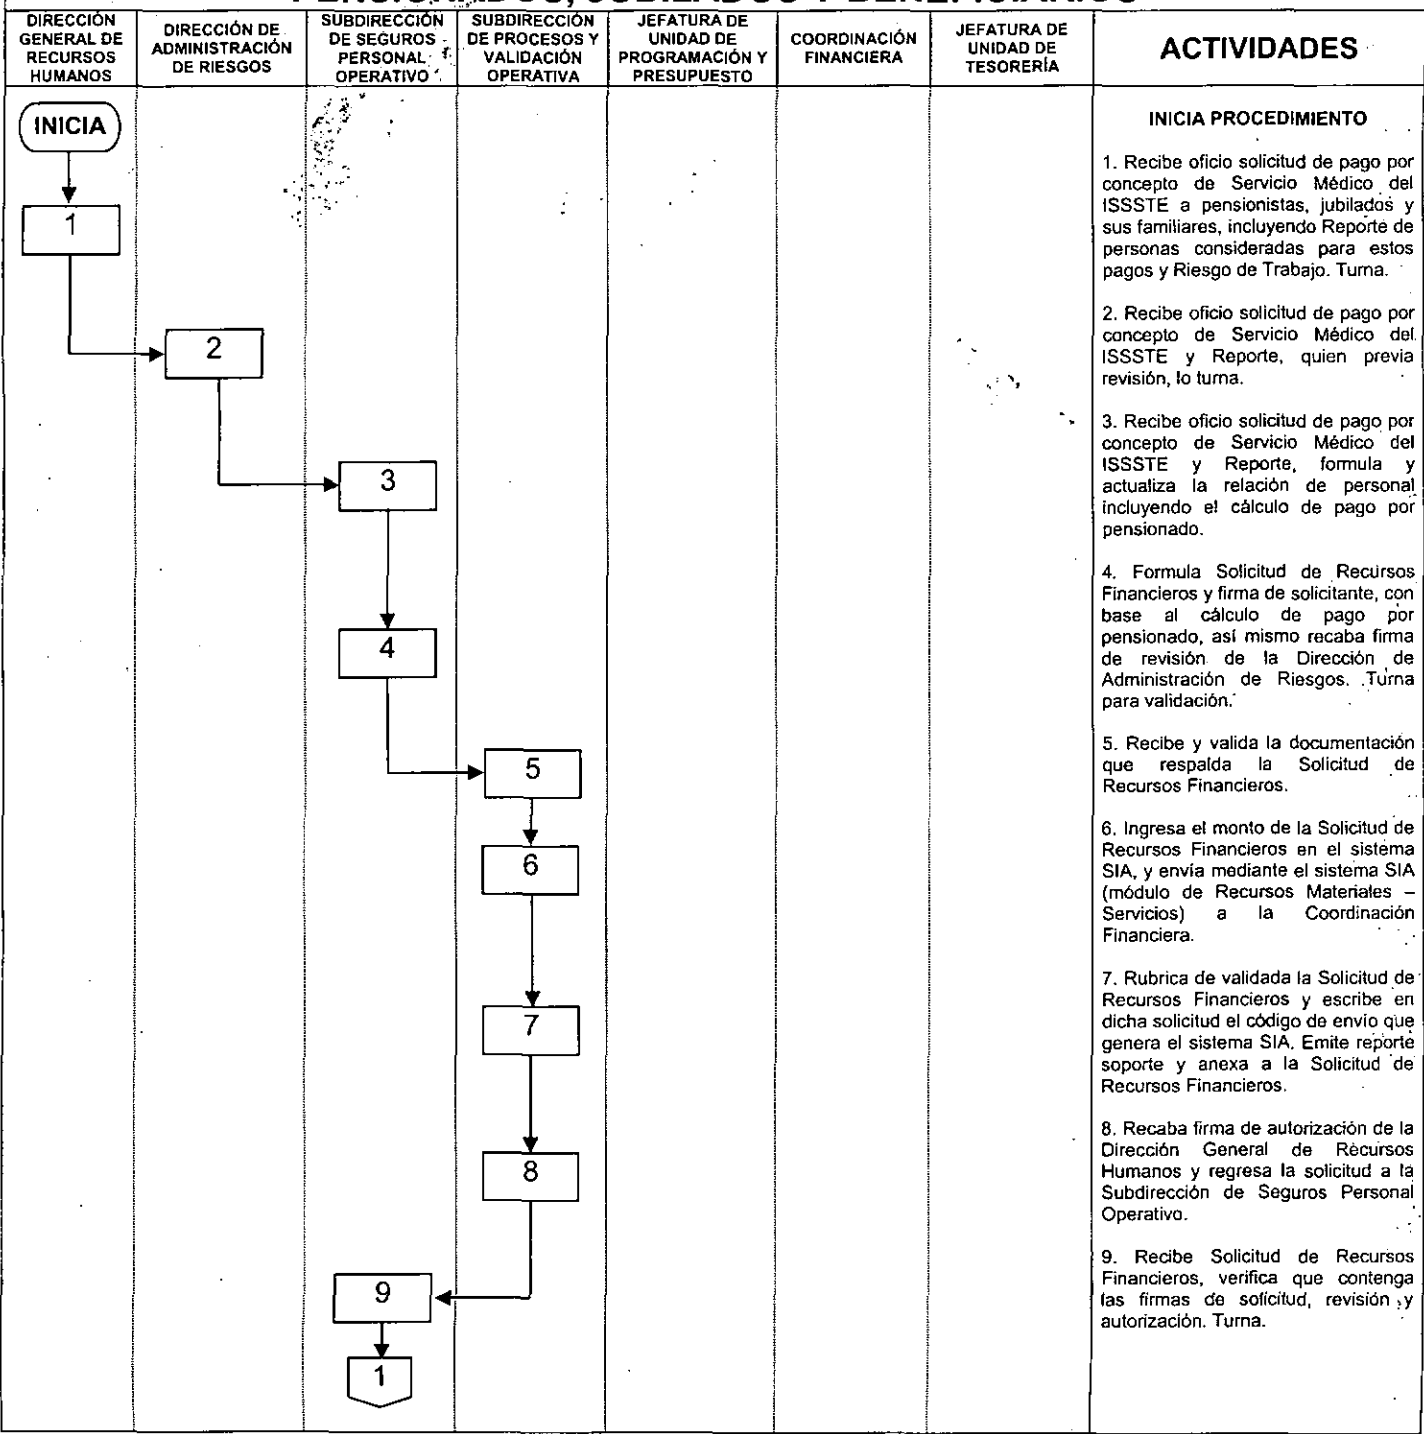 PENSIONADOS, JUBILADOS Y BENEFICIARIOS
DIRECCIÓN
GENERAL DE
RECURSOS
HUMANOS
DIRECCIÓN DE
ADMINISTRACIÓN
DE RIESGOS
SUBDIRECCIÓN
DE SEGUROS
PERSONAL
OPERATIVO
SUBDIRECCIÓN
DE PROCESOS Y
VALIDACIÓN
OPERATIVA
JEFATURA DE
UNIDAD DE
PROGRAMACIÓN Y
PRESUPUESTO
COORDINACIÓN
FINANCIERA
JEFATURA DE
UNIDAD DE
TESORERÍA
ACTIVIDADES
INICIA
1
2
3
4
5
6
7
8
9
1
INICIA PROCEDIMIENTO
1. Recibe oficio solicitud de pago por
concepto de Servicio Médico del
ISSSTE a pensionistas, jubilados y
sus familiares, incluyendo Reporte de
personas consideradas para estos
pagos y Riesgo de Trabajo. Turna.
2. Recibe oficio solicitud de pago por
concepto de Servicio Médico del
ISSSTE y Reporte, quien previa
revisión, lo turna.
3. Recibe oficio solicitud de pago por
concepto de Servicio Médico del
ISSSTE y Reporte, formula y
actualiza la relación de personal
incluyendo el cálculo de pago por
pensionado.
4. Formula Solicitud de Recursos
Financieros y firma de solicitante, con
base al cálculo de pago por
pensionado, así mismo recaba firma
de revisión de la Dirección de
Administración de Riesgos. Turna
para validación.
5. Recibe y valida la documentación
que respalda la Solicitud de
Recursos Financieros.
6. Ingresa el monto de la Solicitud de
Recursos Financieros en el sistema
SIA, y envía mediante el sistema SIA
(módulo de Recursos Materiales –
Servicios) a la Coordinación
Financiera.
7. Rubrica de validada la Solicitud de
Recursos Financieros y escribe en
dicha solicitud el código de envío que
genera el sistema SIA. Emite reporte
soporte y anexa a la Solicitud de
Recursos Financieros.
8. Recaba firma de autorización de la
Dirección General de Recursos
Humanos y regresa la solicitud a la
Subdirección de Seguros Personal
Operativo.
9. Recibe Solicitud de Recursos
Financieros, verifica que contenga
las firmas de solicitud, revisión y
autorización. Turna.